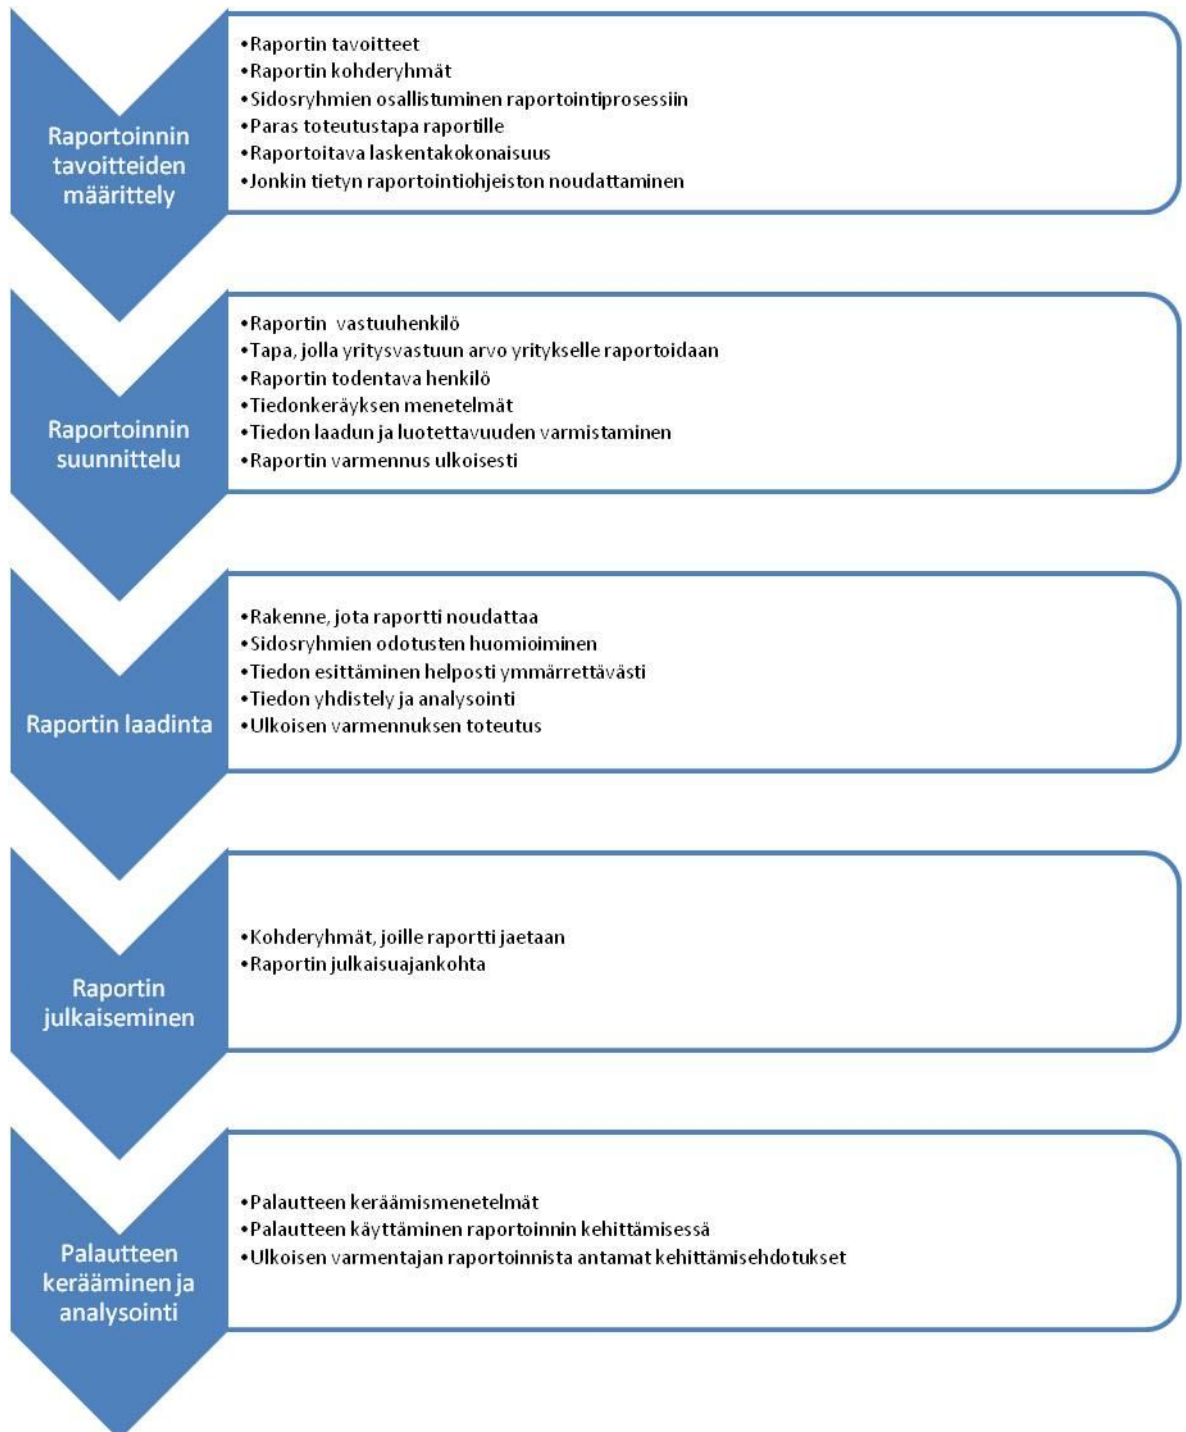 Raportoinnin
tavoitteiden
määrittely
•Raportin tavoitteet
•Raportin kohderyhmät
•Sidosryhmien osallistuminen raportointiprosessiin
•Paras toteutustapa raportille
•Raportoitava laskentakokonaisuus
•Jonkin tietyn raportointiohjeiston noudattaminen
Raportoinnin
suunnittelu
•Raportin vastuuhenkilö
•Tapa, jolla yritysvastuun arvo yritykselle raportoidaan
•Raportin todentava henkilö
•Tiedonkeräyksen menetelmät
•Tiedon laadun ja luotettavuuden varmistaminen
•Raportin varmennus ulkoisesti
Raportin laadinta
•Rakenne, jota raportti noudattaa
•Sidosryhmien odotusten huomioiminen
•Tiedon esittäminen helposti ymmärrettävästi
•Tiedon yhdistely ja analysointi
•Ulkoisen varmennuksen toteutus
Raportin
julkaiseminen
•Kohderyhmät, joille raportti jaetaan
•Raportin julkaisuajankohta
Palautteen
kerääminen ja
analysointi
•Palautteen keräämismenetelmät
•Palautteen käyttäminen raportoinnin kehittämisessä
•Ulkoisen varmentajan raportoinnista antamat kehittämisehdotukset